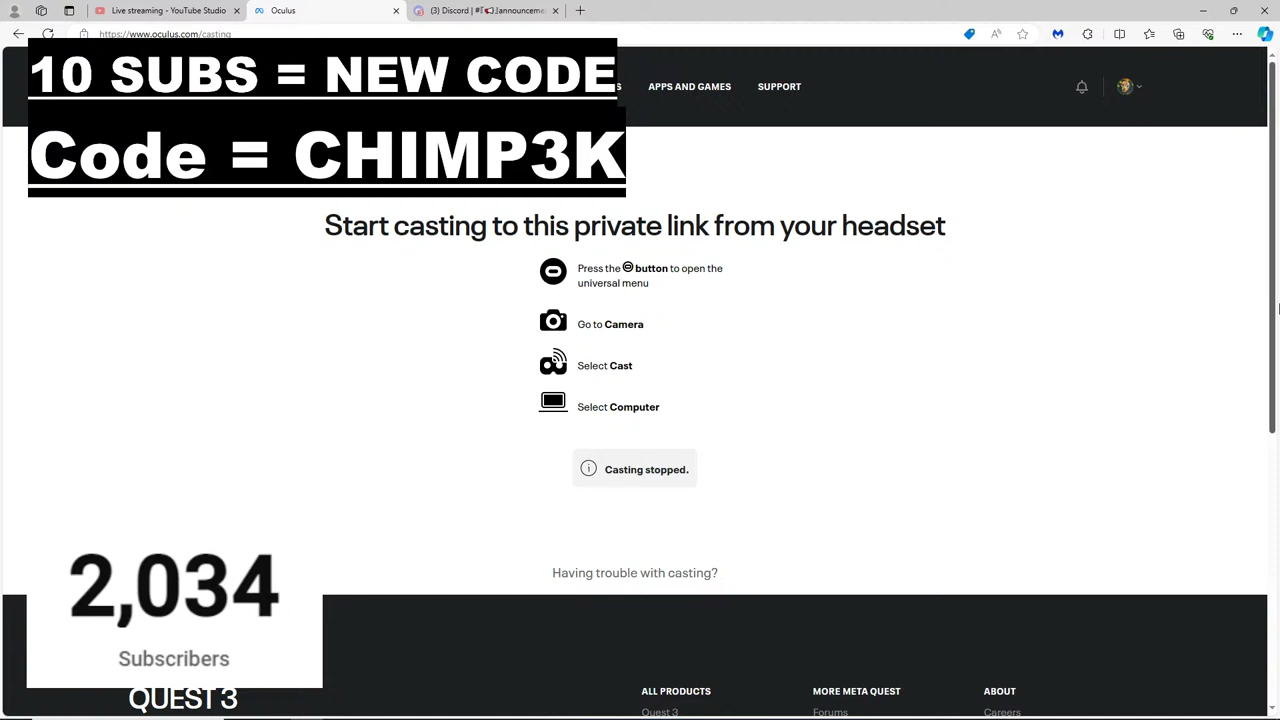 Live streaming - YouTube Studio
Oculus
(3) Discord | #
announceme
https://www.oculus.com/casting
10 SUBS = NEW CODE
APPS AND GAMES
SUPPORT
Code = CHIMP3K
Start casting to this private link from your headset
Press the button to open the
universal menu
Go to Camera
Select Cast
Select Computer
Casting stopped.
Having trouble with casting?
2,034
Subscribers
QUEST 3
ALL PRODUCTS
MORE META QUEST
ABOUT
Quest 3
Forums
Careers